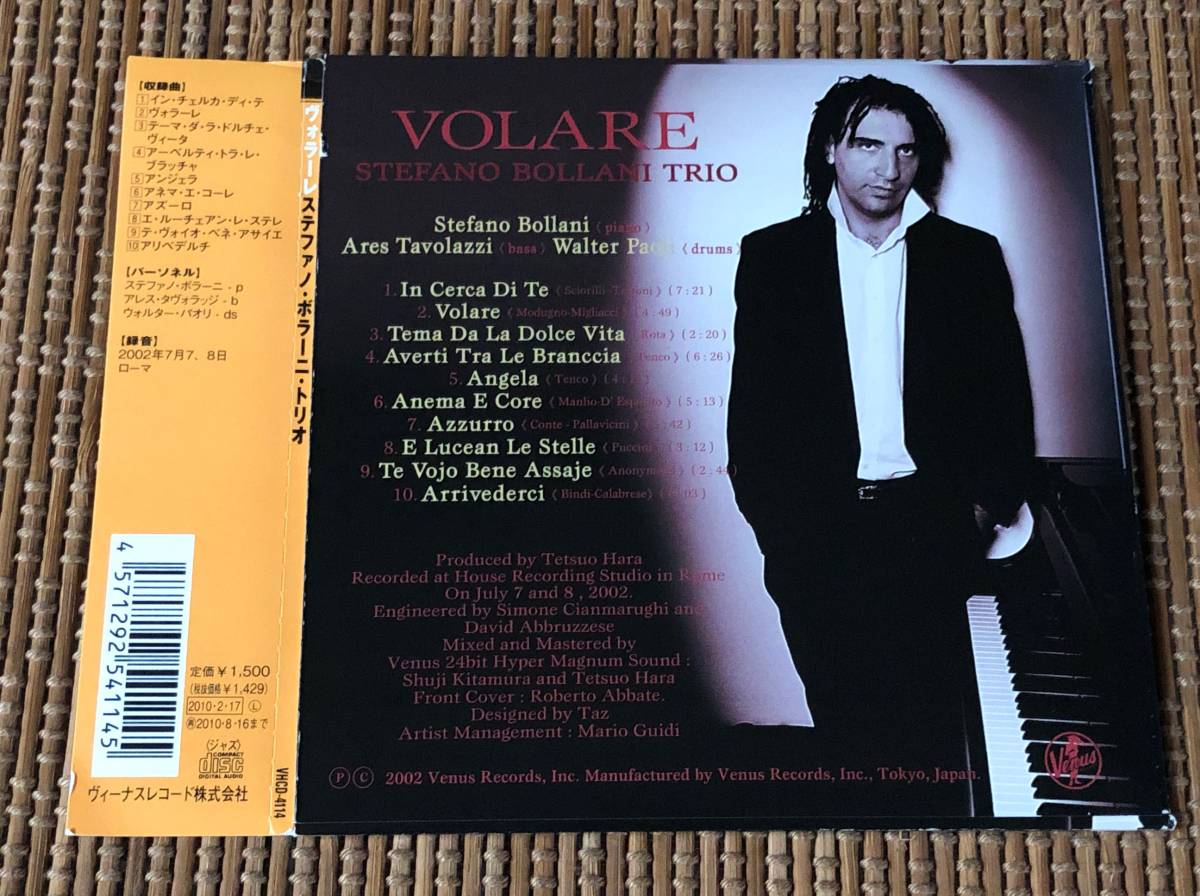 【収録曲】
1 イン・チェルカ・ディ・テ
2 ヴォラーレ
3 テーマ・ダ・ラ・ドルチェ・
ヴィータ
4 アーベルティ・トラ・レ・
ブラッチャ
5 アンジェラ
6 アネマ・エ・コーレ
7 アズーロ
8 エ・ルーチェアン・レ・ステレ
9 テ・ヴォイオ・ベネ・アサイエ
10 アリベデルチ
【パーソネル】
ステファノ・ボラーニ - p
アレス・タヴォラッジ - b
ウォルター・パオリ - ds
【録音】
2002年7月7、8日
ローマ
4571292541145
定価￥1,500
(税抜価格￥1,429)
2010・2・17 Ⓛ
2010・8・16まで
〈ジャズ〉
COMPACT
disc
DIGITAL AUDIO
ヴィーナスレコード株式会社
ヴォラーレ ステファノ・ボラーニ・トリオ
VHCD-4114
VOLARE
STEFANO BOLLANI TRIO
Stefano Bollani (piano)
Ares Tavolazzi (bass) Walter (drums)
1. In Cerca Di Te (7:21)
2. Volare (Modugno-Migliacci) (4:49)
3. Tema Da La Dolce Vita (Rota) (2:20)
4. Averti Tra Le Branccia (Tenco) (6:26)
5. Angela (Tenco)
6. Anema E Core (5:13)
7. Azzurro (Conte - Pallavicini)
8. E Lucean Le Stelle (Puccini) (3:12)
9. Te Vojo Bene Assaje
10. Arrivederci (Bindi-Calabrese)
Produced by Tetsuo Hara
Recorded at House Recording Studio in Rome
On July 7 and 8 , 2002.
Engineered by Simone Cianmarughi and
David Abbruzzese
Mixed and Mastered by
Venus 24bit Hyper Magnum Sound :
Shuji Kitamura and Tetsuo Hara
Front Cover : Roberto Abbate.
Designed by Taz
Artist Management : Mario Guidi
Ⓟ Ⓒ 2002 Venus Records, Inc. Manufactured by Venus Records, Inc., Tokyo, Japan.
Venus